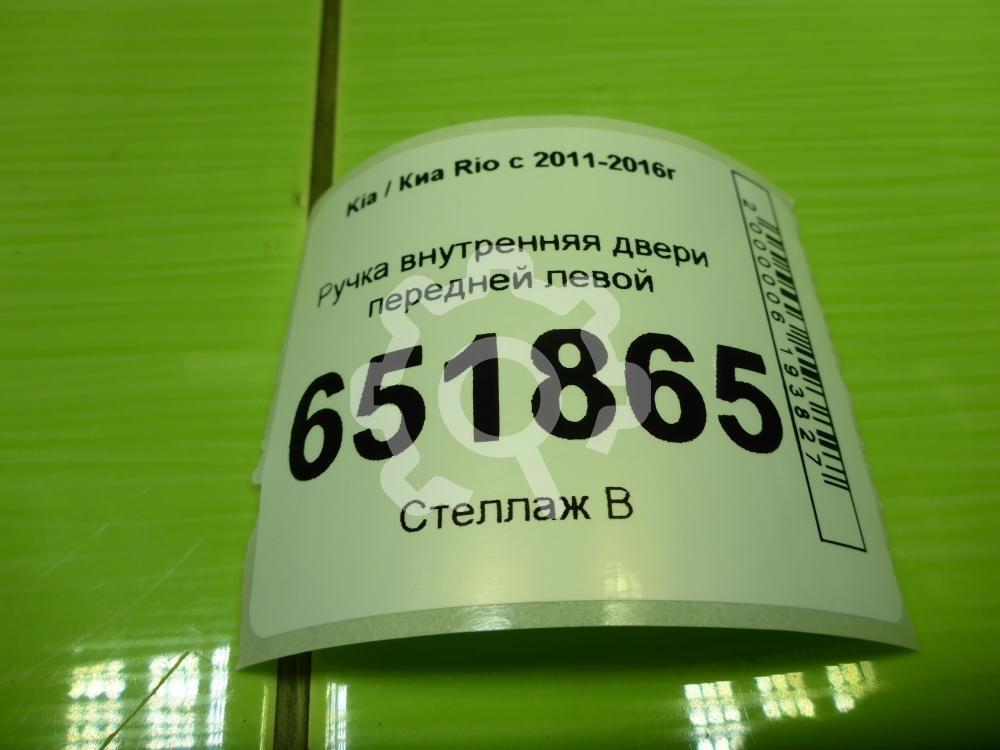 Kia / Киа Rio с 2011-2016г
Ручка внутренняя двери
передней левой
651865
Стеллаж В
2000006193827